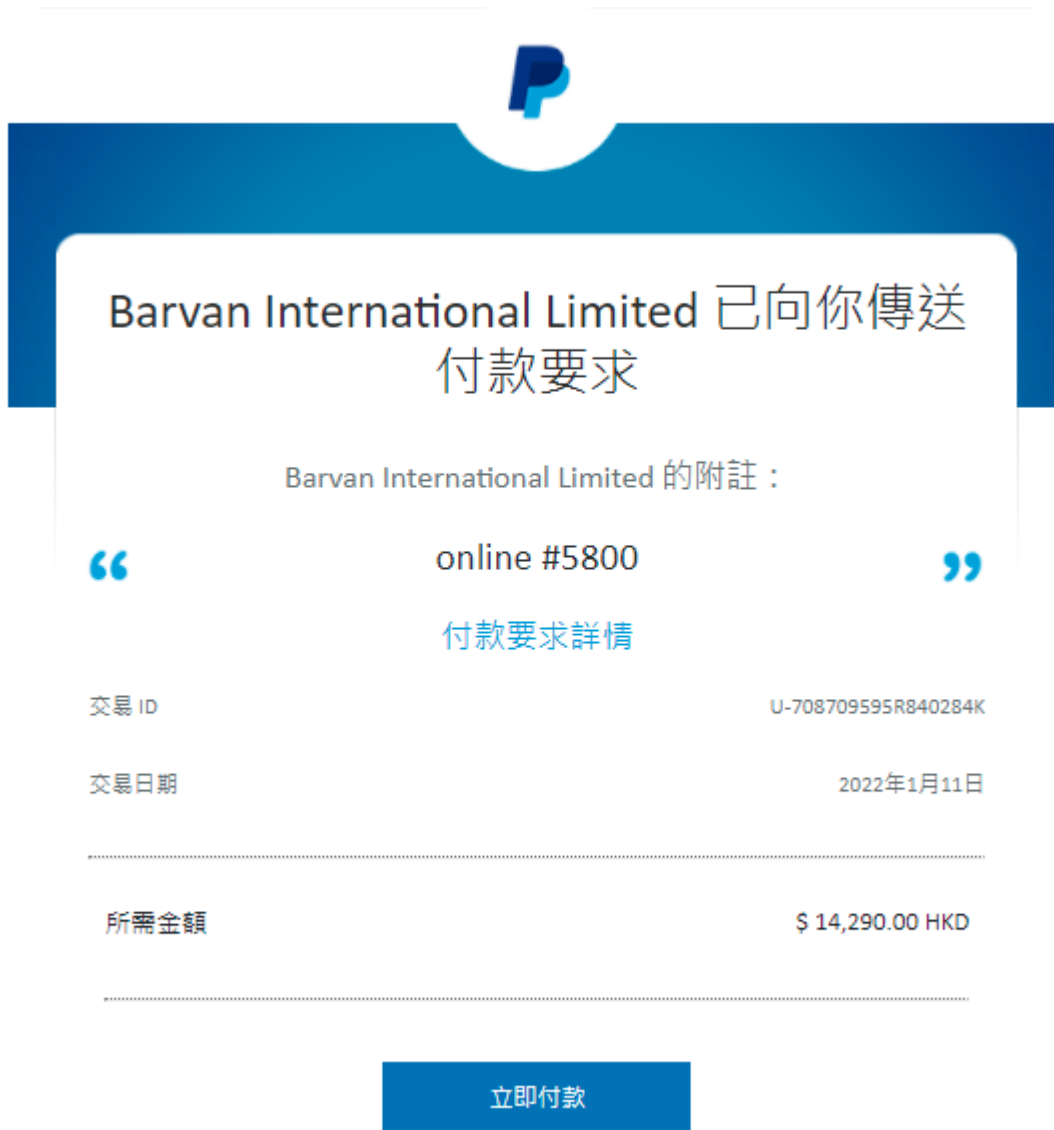 Barvan International Limited 已向你傳送
付款要求
Barvan International Limited 的附註：
“ online #5800 ”
付款要求詳情
交易 ID U-708709595R840284K
交易日期 2022年1月11日
所需金額 $ 14,290.00 HKD
立即付款